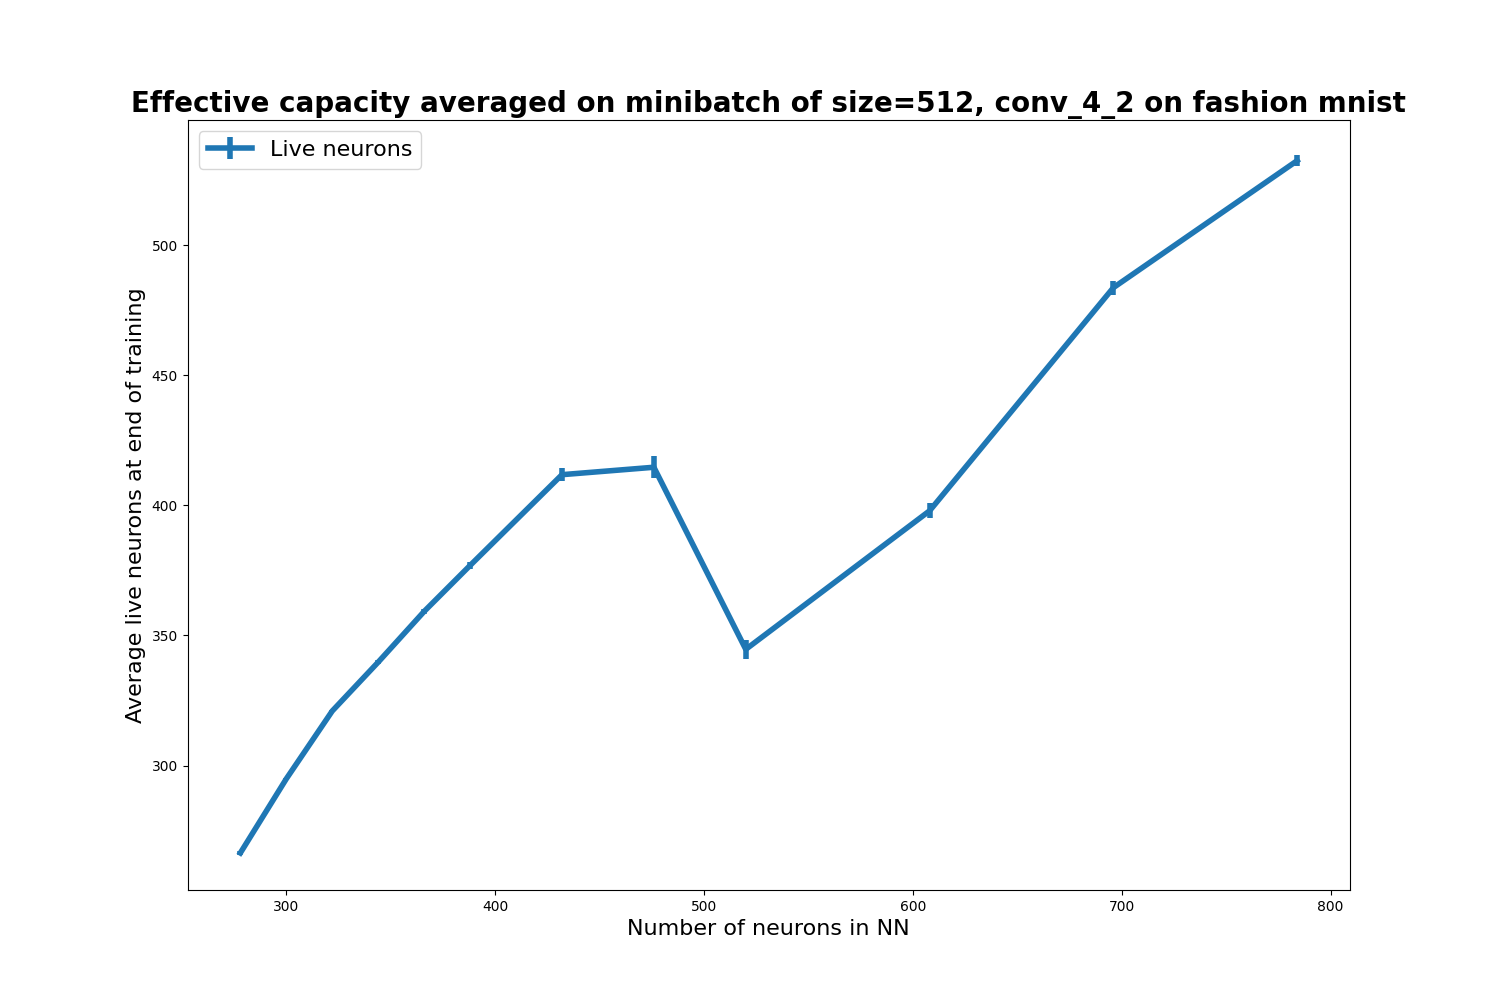 Effective capacity averaged on minibatch of size=512, conv_4_2 on fashion mnist
Live neurons
500
450
400
350
300
Average live neurons at end of training
300
400
500
600
700
800
Number of neurons in NN